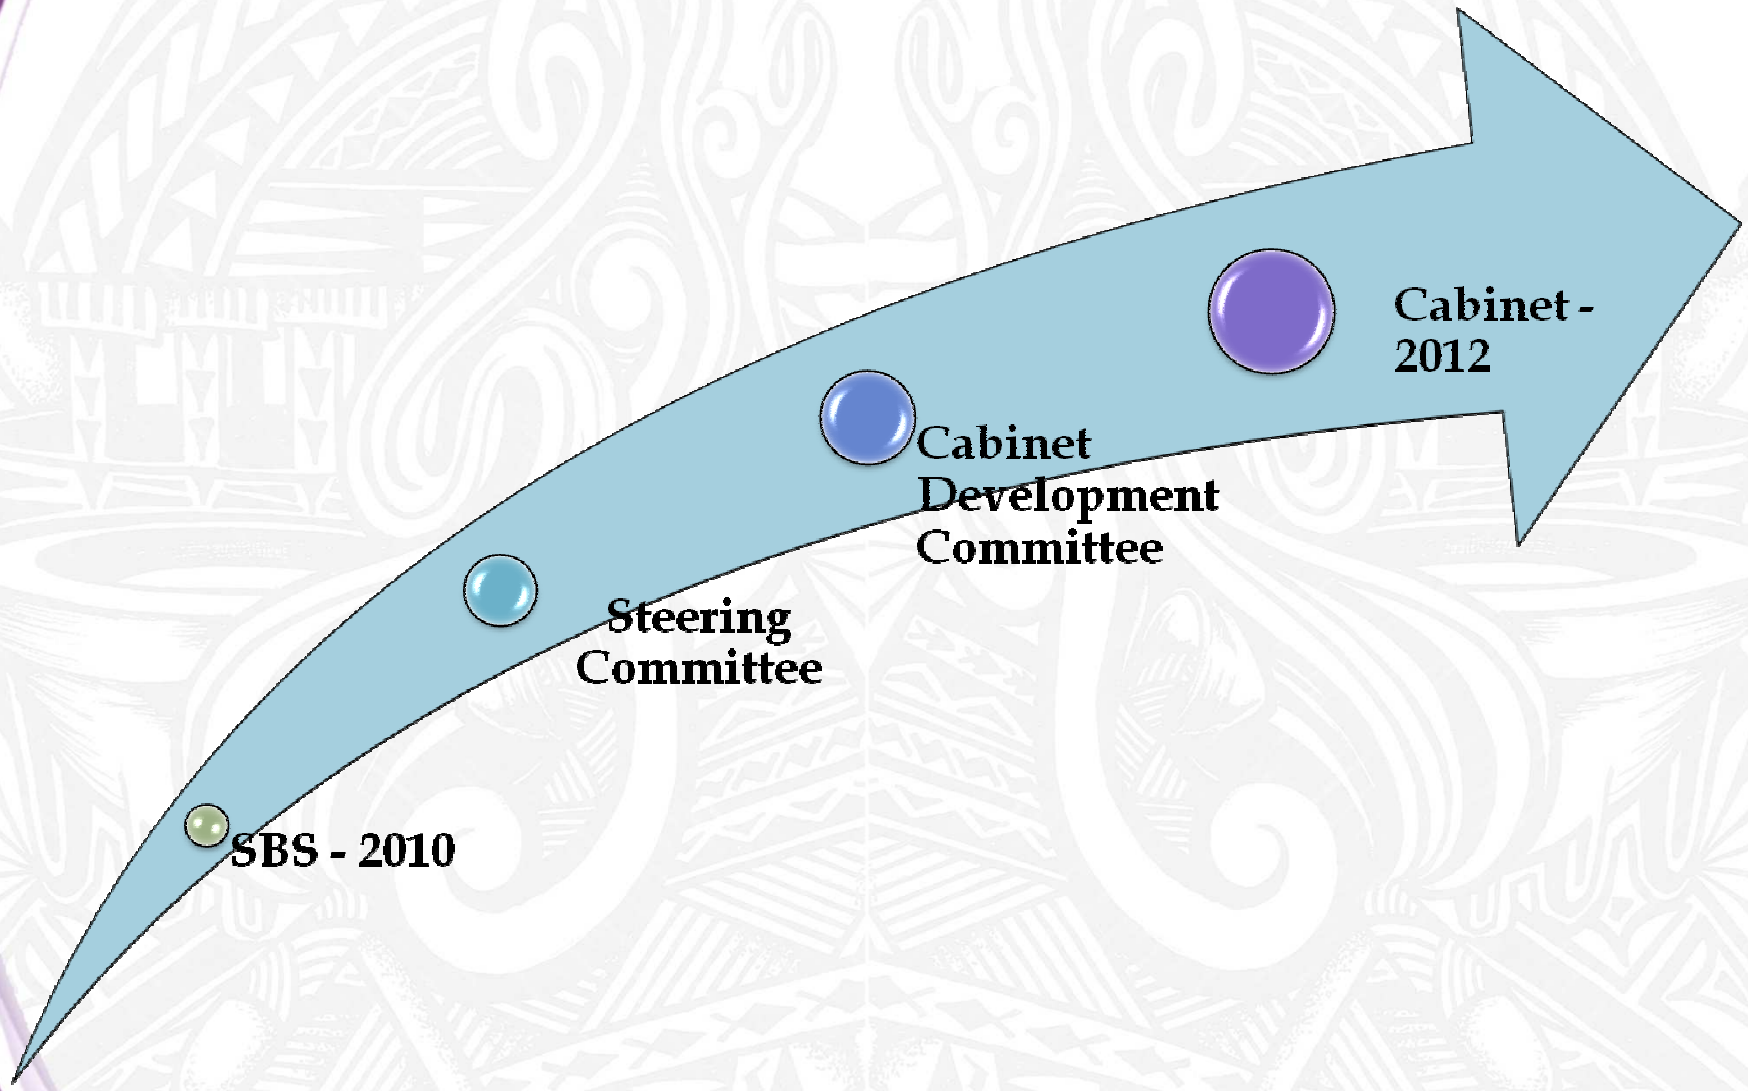 Cabinet -
2012
Cabinet
Development
Committee
Steering
Committee
SBS - 2010